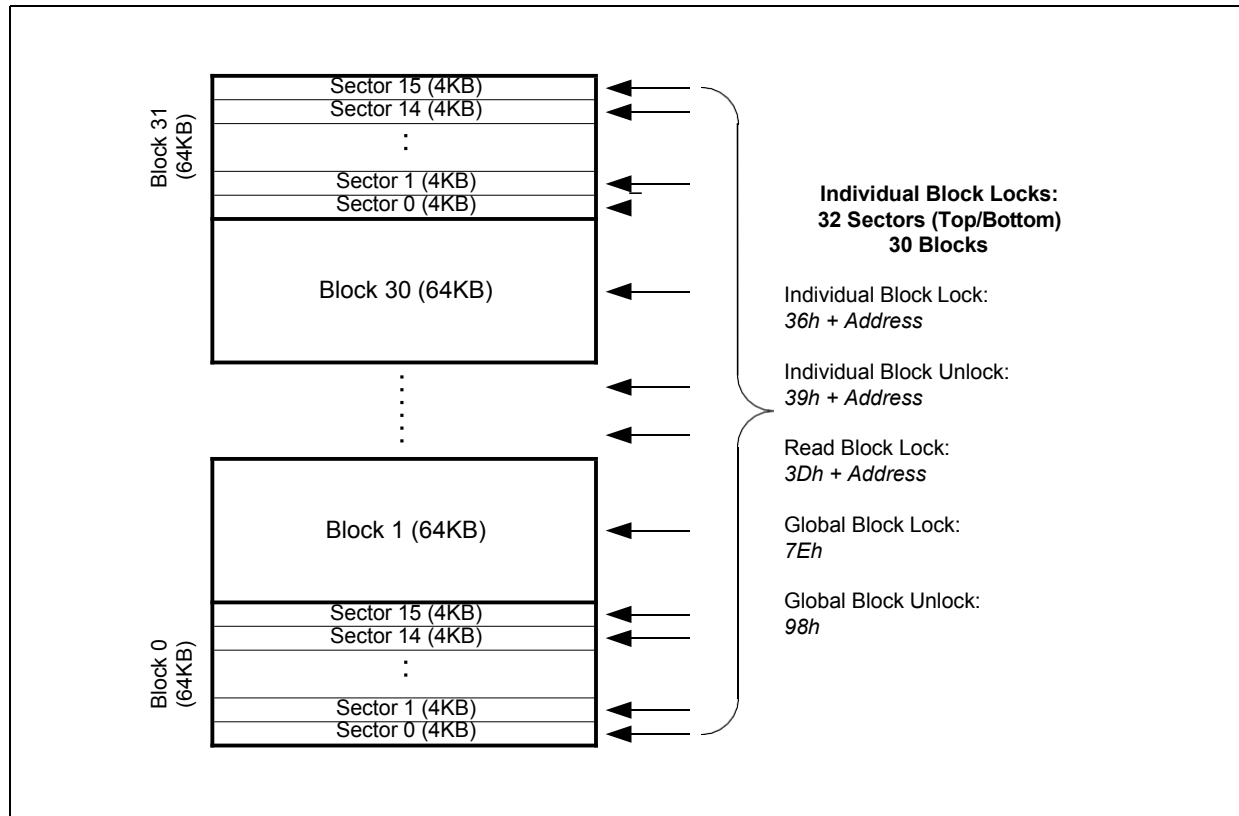 Block 31
(64KB)
Sector 15 (4KB)
Sector 14 (4KB)
:
Sector 1 (4KB)
Sector 0 (4KB)
Block 30 (64KB)
Block 1 (64KB)
Block 0
(64KB)
Sector 15 (4KB)
Sector 14 (4KB)
:
Sector 1 (4KB)
Sector 0 (4KB)
Individual Block Locks:
32 Sectors (Top/Bottom)
30 Blocks
Individual Block Lock:
36h + Address
Individual Block Unlock:
39h + Address
Read Block Lock:
3Dh + Address
Global Block Lock:
7Eh
Global Block Unlock:
98h